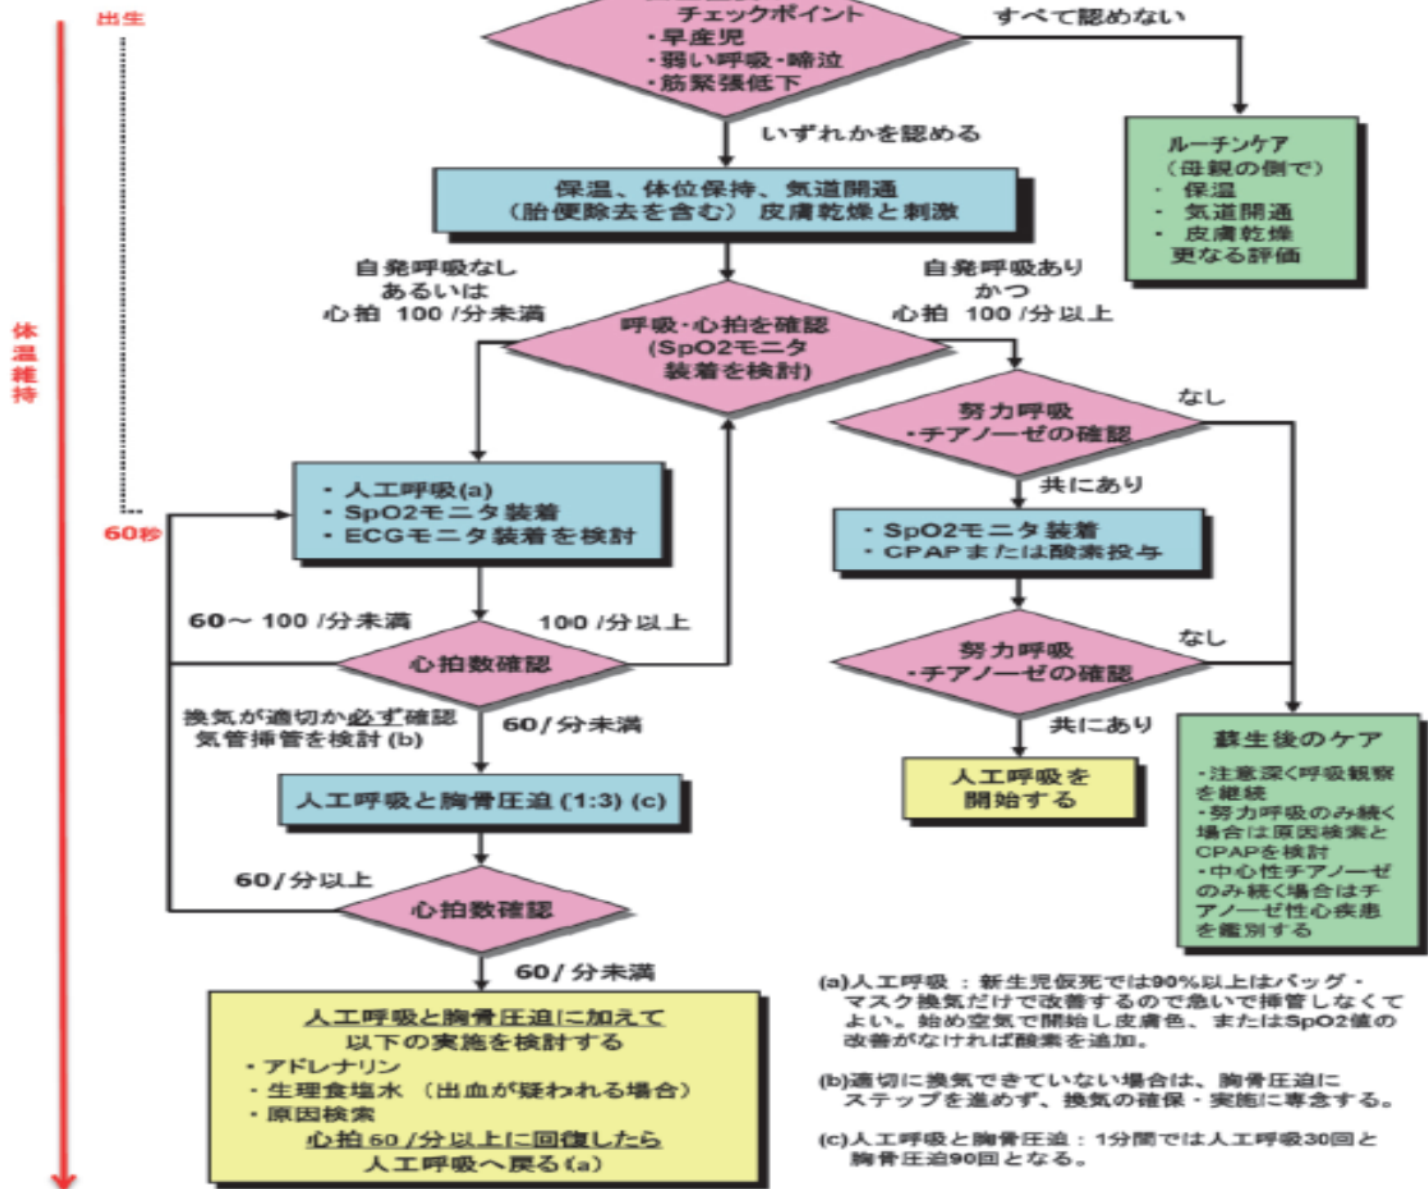 出生
チェックポイント
・早産児
・弱い呼吸・啼泣
・筋緊張低下
すべて認めない
いずれかを認める
ルーチンケア
（母親の側で）
・ 保温
・ 気道開通
・ 皮膚乾燥
更なる評価
保温、体位保持、気道開通
（胎便除去を含む） 皮膚乾燥と刺激
自発呼吸なし
あるいは
心拍 100 /分未満
自発呼吸あり
かつ
心拍 100 /分以上
呼吸・心拍を確認
(SpO2モニタ
装着を検討)
体温維持
努力呼吸
・チアノーゼの確認
なし
共にあり
・ 人工呼吸(a)
・ SpO2モニタ装着
・ ECGモニタ装着を検討
60秒
・ SpO2モニタ装着
・ CPAPまたは酸素投与
60～100 /分未満
100 /分以上
心拍数確認
努力呼吸
・チアノーゼの確認
なし
共にあり
換気が適切か必ず確認
気管挿管を検討(b)
60/分未満
人工呼吸と胸骨圧迫 (1:3) (c)
人工呼吸を
開始する
蘇生後のケア
・注意深く呼吸観察
を継続
・努力呼吸のみ続く
場合は原因検索と
CPAPを検討
・中心性チアノーゼ
のみ続く場合はチ
アノーゼ性心疾患
を鑑別する
60/分以上
心拍数確認
60/分未満
人工呼吸と胸骨圧迫に加えて
以下の実施を検討する
・アドレナリン
・生理食塩水 （出血が疑われる場合）
・原因検索
心拍60/分以上に回復したら
人工呼吸へ戻る(a)
(a)人工呼吸：新生児仮死では90%以上はバッグ・
マスク換気だけで改善するので急いで挿管しなくて
よい。始め空気で開始し皮膚色、またはSpO2値の
改善がなければ酸素を追加。
(b)適切に換気できていない場合は、胸骨圧迫に
ステップを進めず、換気の確保・実施に専念する。
(c)人工呼吸と胸骨圧迫：1分間では人工呼吸30回と
胸骨圧迫90回となる。